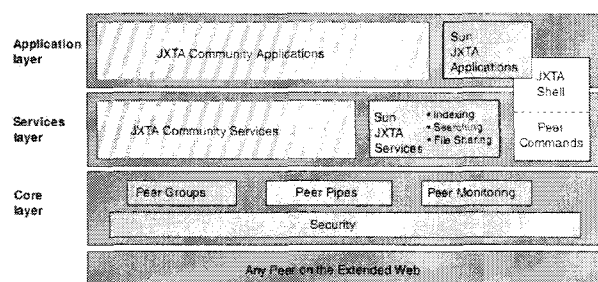 Application
layer
JXTA Community Applications
Sun
JXTA
Applications
JXTA
Shell
Services
layer
JXTA Community Services
Sun
JXTA
Services
• Indexing
• Searching
• File Sharing
Peer
Commands
Core
layer
Peer Groups
Peer Pipes
Peer Monitoring
Security
Any Peer on the Extended Web